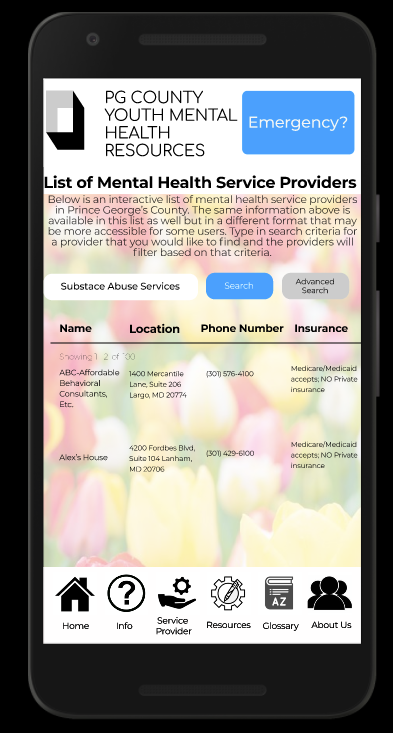 PG COUNTY
YOUTH MENTAL
HEALTH
RESOURCES
Emergency?
List of Mental Health Service Providers
Below is an interactive list of mental health service providers
in Prince George's County. The same information above is
available in this list as well but in a different format that may
be more accessible for some users. Type in search criteria for
a provider that you would like to find and the providers will
filter based on that criteria.
Substace Abuse Services
Search
Advanced
Search
Name Location Phone Number Insurance
Showing 1 2 of 100
ABC-Affordable
Behavioral
Consultants,
Etc.
1400 Mercantile
Lane, Suite 206
Largo, MD 20774
(301) 576-4100
Medicare/Medicaid
accepts; NO Private
insurance
Alex's House
4200 Fordbes Blvd,
Suite 104 Lanham,
MD 20706
(301) 429-6100
Medicare/Medicaid
accepts; NO Private
insurance
AZ
Home
Info
Service
Provider
Resources
Glossary
About Us